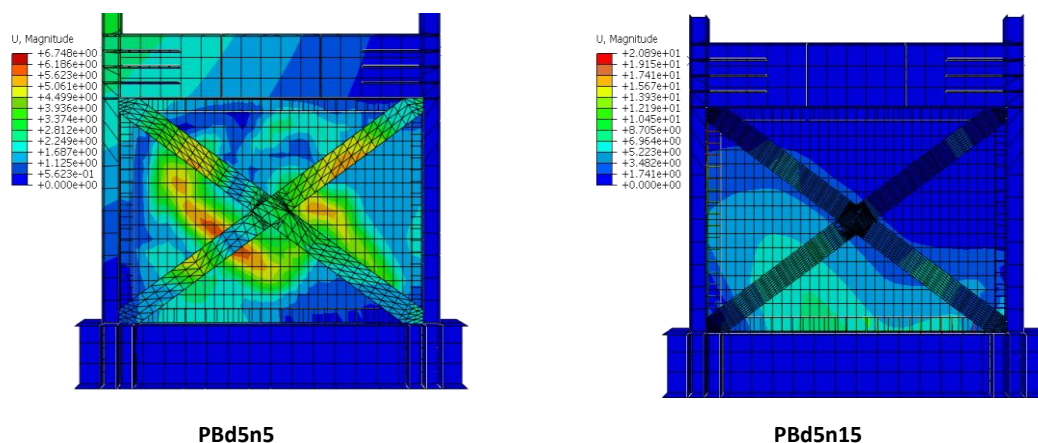 U, Magnitude
+6.748e+00
+6.186e+00
+5.623e+00
+5.061e+00
+4.499e+00
+3.936e+00
+3.374e+00
+2.812e+00
+2.249e+00
+1.687e+00
+1.125e+00
+5.623e-01
+0.000e+00
U, Magnitude
+2.089e+01
+1.915e+01
+1.741e+01
+1.567e+01
+1.393e+01
+1.219e+01
+1.045e+01
+8.705e+00
+6.964e+00
+5.223e+00
+3.482e+00
+1.741e+00
+0.000e+00
PBd5n5
PBd5n15